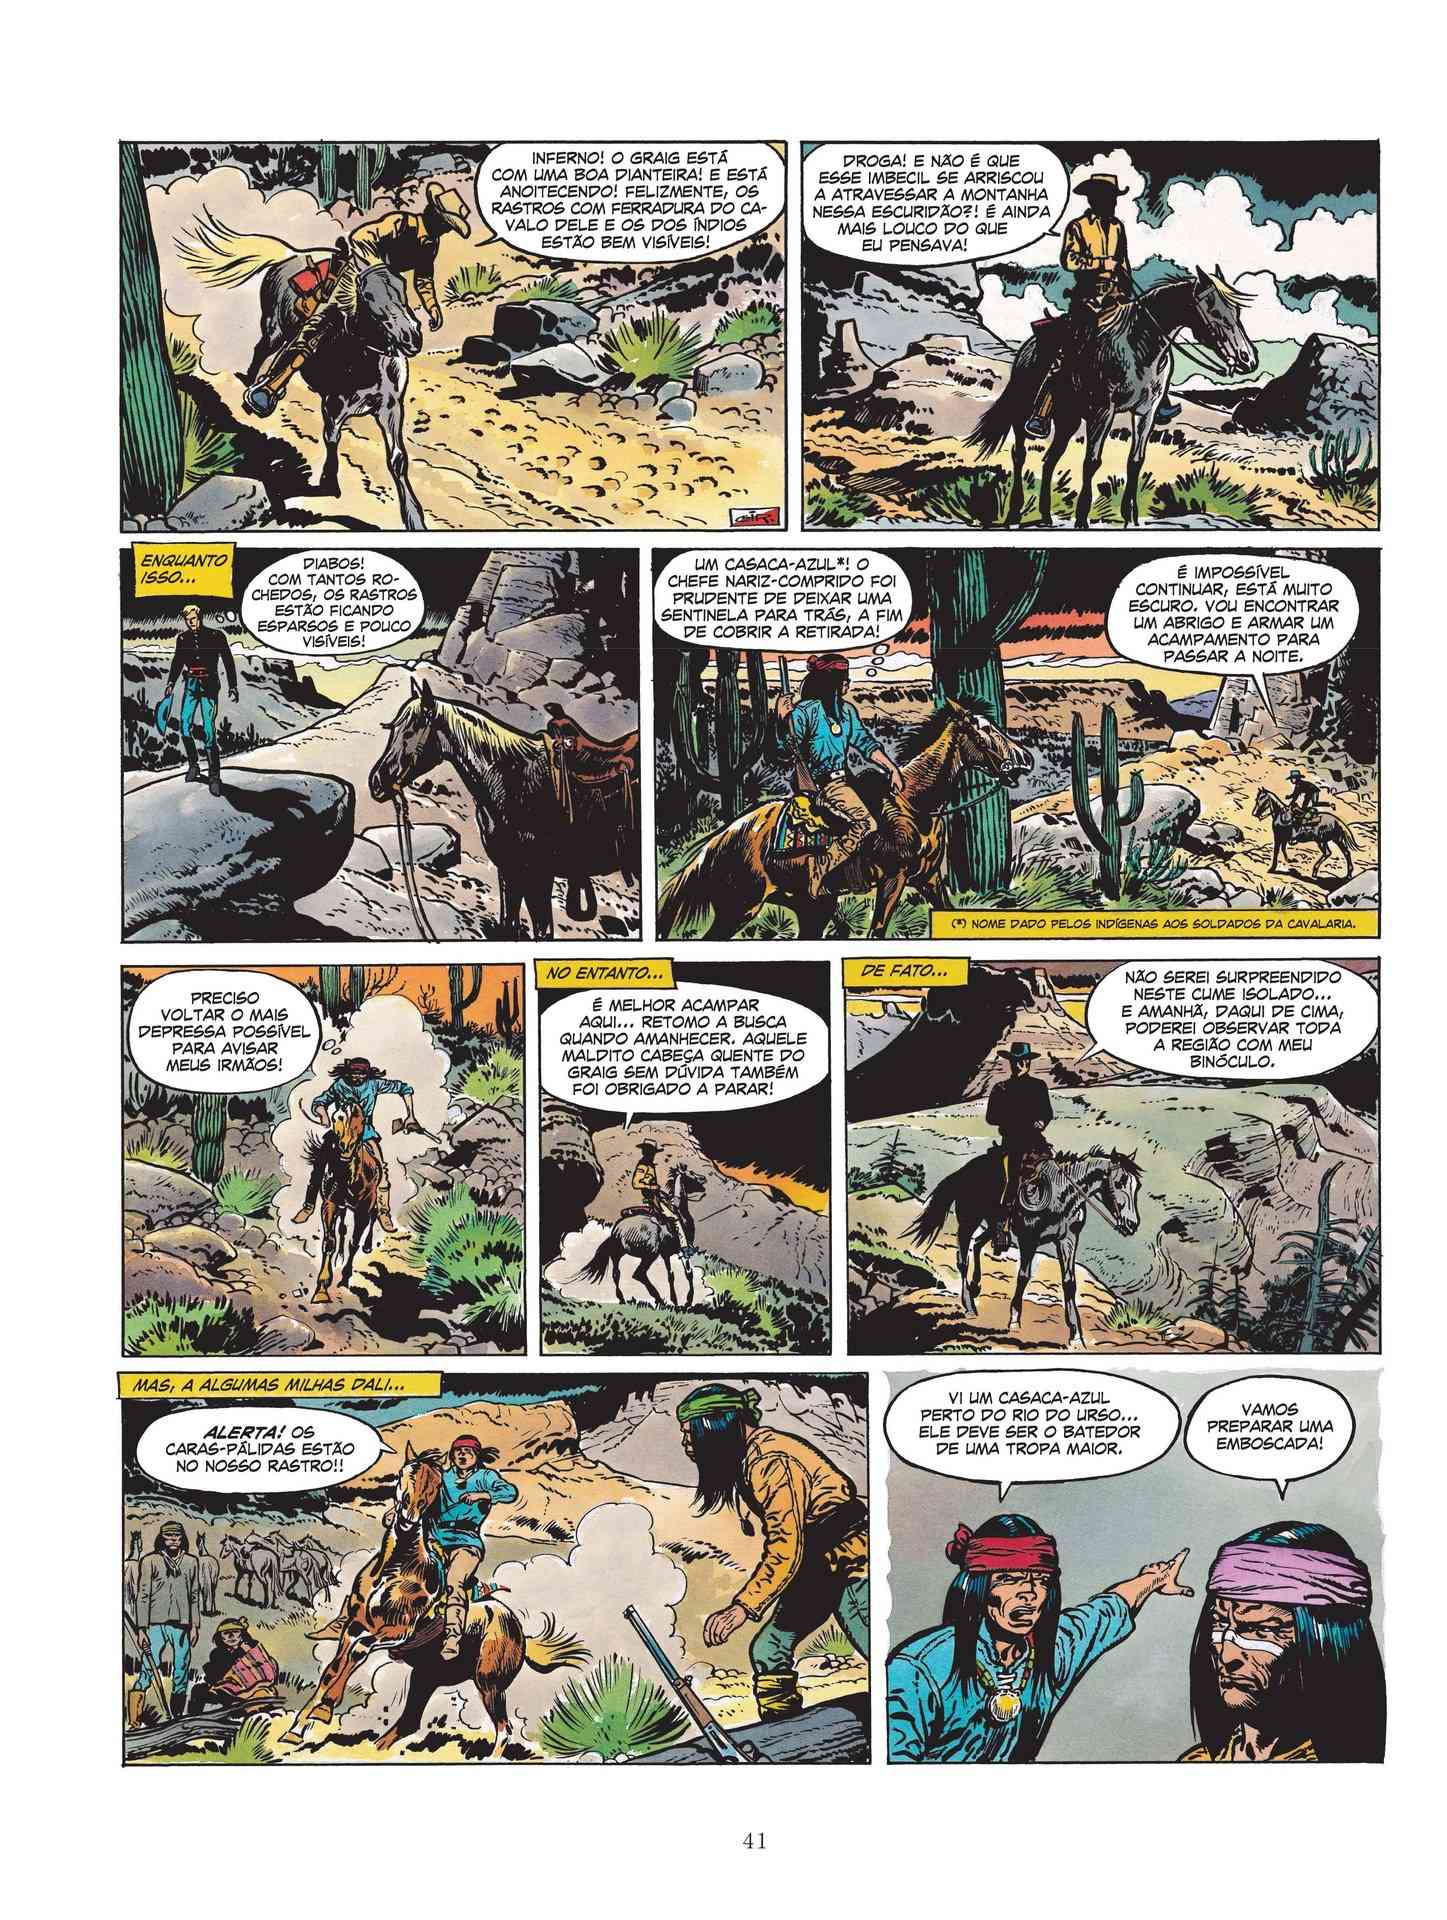 INFERNO! O GRAIG ESTÁ
COM UMA BOA DIANTEIRA! E ESTÁ
ANOITECENDO! FELIZMENTE, OS
RASTROS COM FERRADURA DO CA-
VALO DELE E OS DOS ÍNDIOS
ESTÃO BEM VISÍVEIS!
GIR.
DROGA! E NÃO É QUE
ESSE IMBECIL SE ARRISCOU
A ATRAVESSAR A MONTANHA
NESSA ESCURIDÃO?! É AINDA
MAIS LOUCO DO QUE
EU PENSAVA!
ENQUANTO
ISSO...
DIABOS!
COM TANTOS RO-
CHEDOS, OS RASTROS
ESTÃO FICANDO
ESPARSOS E POUCO
VISÍVEIS!
UM CASACA-AZUL*! O
CHEFE NARIZ-COMPRIDO FOI
PRUDENTE DE DEIXAR UMA
SENTINELA PARA TRÁS, A FIM
DE COBRIR A RETIRADA!
É IMPOSSÍVEL
CONTINUAR, ESTÁ MUITO
ESCURO. VOU ENCONTRAR
UM ABRIGO E ARMAR UM
ACAMPAMENTO PARA
PASSAR A NOITE.
(*) NOME DADO PELOS INDÍGENAS AOS SOLDADOS DA CAVALARIA.
PRECISO
VOLTAR O MAIS
DEPRESSA POSSÍVEL
PARA AVISAR
MEUS IRMÃOS!
NO ENTANTO...
É MELHOR ACAMPAR
AQUI... RETOMO A BUSCA
QUANDO AMANHECER. AQUELE
MALDITO CABEÇA QUENTE DO
GRAIG SEM DÚVIDA TAMBÉM
FOI OBRIGADO A PARAR!
DE FATO...
NÃO SEREI SURPREENDIDO
NESTE CUME ISOLADO...
E AMANHÃ, DAQUI DE CIMA,
PODEREI OBSERVAR TODA
A REGIÃO COM MEU
BINÓCULO.
MAS, A ALGUMAS MILHAS DALI...
ALERTA! OS
CARAS-PÁLIDAS ESTÃO
NO NOSSO RASTRO!!
VI UM CASACA-AZUL
PERTO DO RIO DO URSO...
ELE DEVE SER O BATEDOR
DE UMA TROPA MAIOR.
VAMOS
PREPARAR UMA
EMBOSCADA!
41